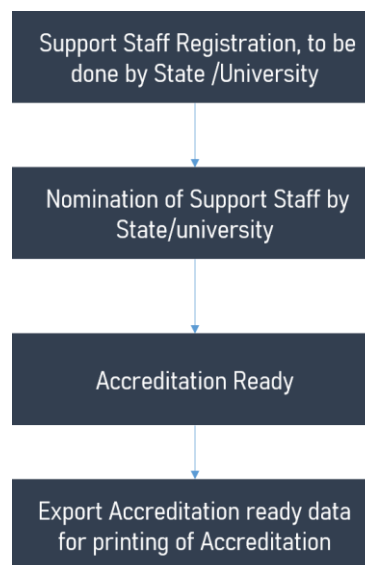 Support Staff Registration, to be
done by State /University
Nomination of Support Staff by
State/university
Accreditation Ready
Export Accreditation ready data
for printing of Accreditation